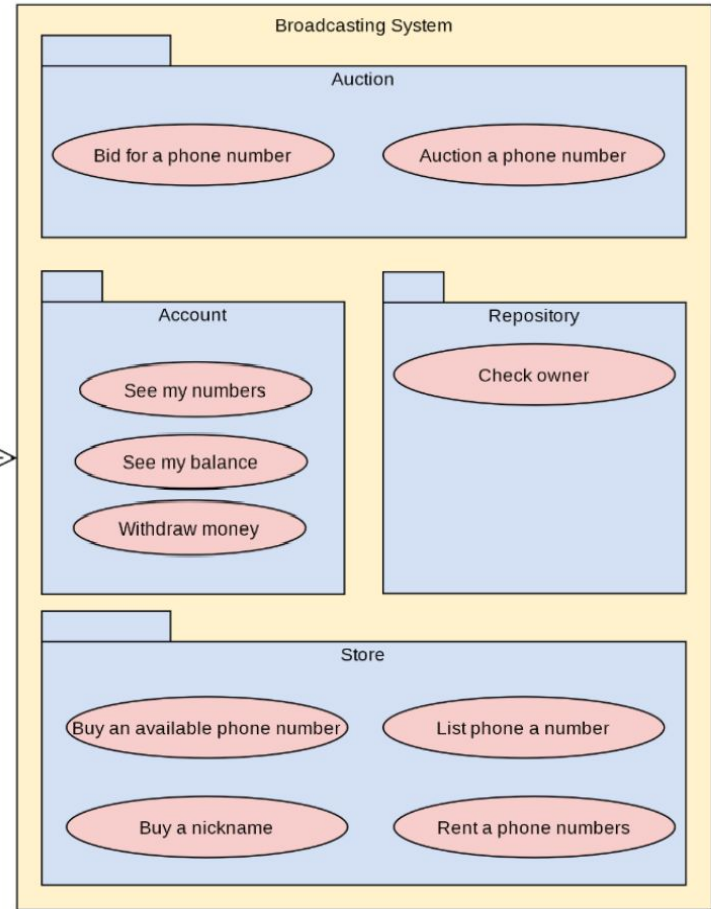 Broadcasting System
Auction
Bid for a phone number
Auction a phone number
Account
See my numbers
See my balance
Withdraw money
Repository
Check owner
Store
Buy an available phone number
List phone a number
Buy a nickname
Rent a phone numbers